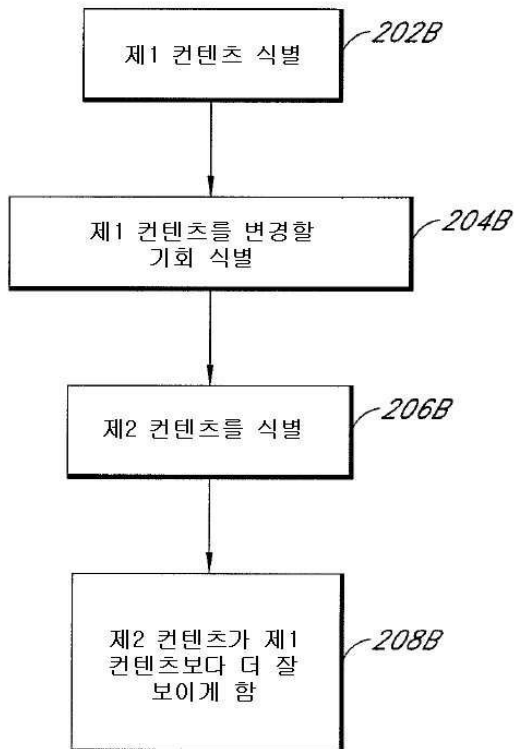 제1 컨텐츠 식별
202B
제1 컨텐츠를 변경할
기회 식별
204B
제2 컨텐츠를 식별
206B
제2 컨텐츠가 제1
컨텐츠보다 더 잘
보이게 함
208B